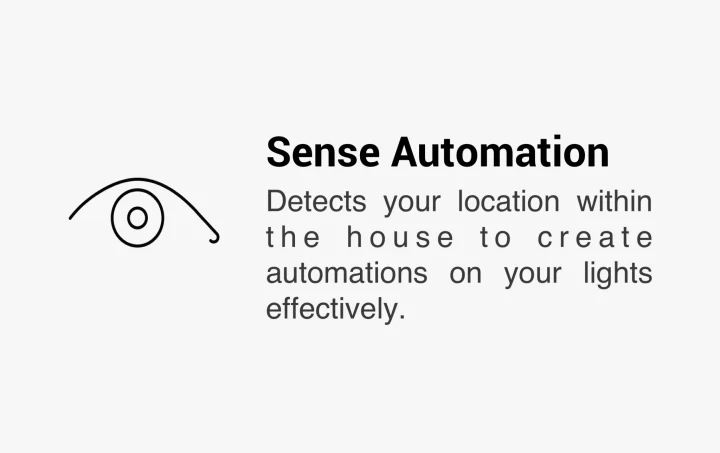 Sense Automation
Detects your location within
the house to create
automations on your lights
effectively.